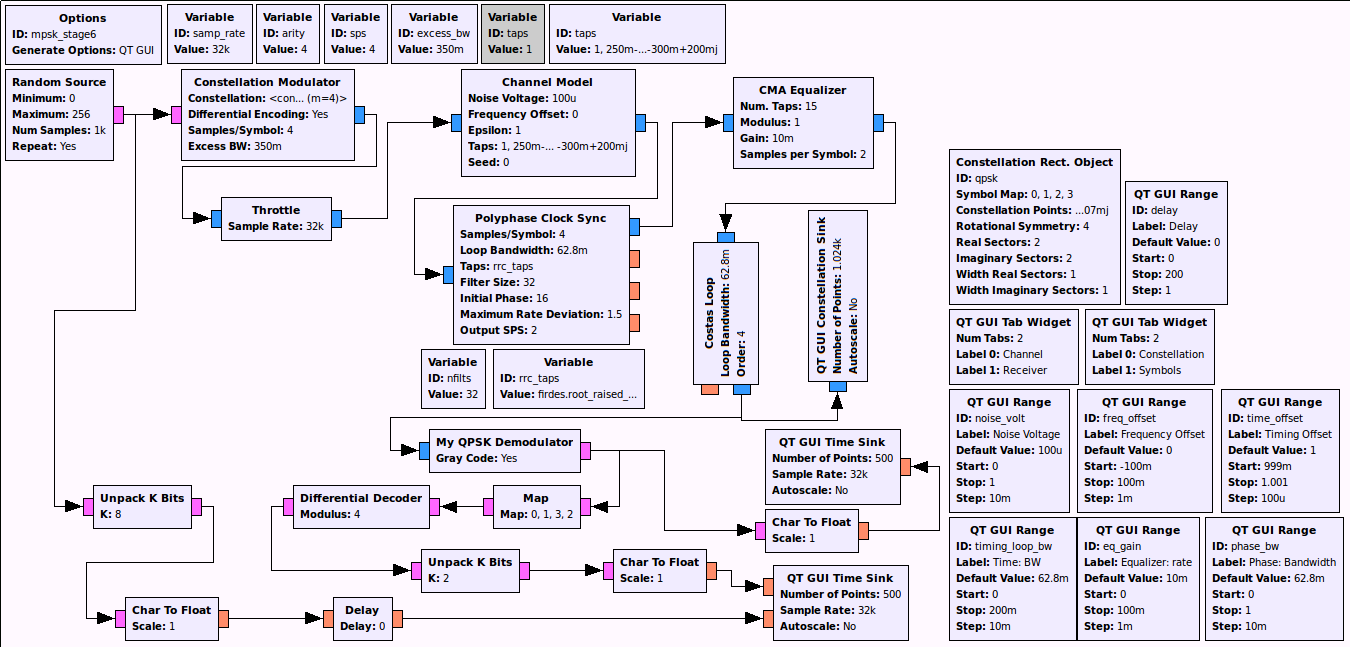 Options
ID: mpsk_stage6
Generate Options: QT GUI
Variable
ID: samp_rate
Value: 32k
Variable
ID: arity
Value: 4
Variable
ID: sps
Value: 4
Variable
ID: excess_bw
Value: 350m
Variable
ID: taps
Value: 1
Variable
ID: taps
Value: 1, 250m-...-300m+200mj
Random Source
Minimum: 0
Maximum: 256
Num Samples: 1k
Repeat: Yes
Constellation Modulator
Constellation: <con... (m=4)>
Differential Encoding: Yes
Samples/Symbol: 4
Excess BW: 350m
Channel Model
Noise Voltage: 100u
Frequency Offset: 0
Epsilon: 1
Taps: 1, 250m-... -300m+200mj
Seed: 0
CMA Equalizer
Num. Taps: 15
Modulus: 1
Gain: 10m
Samples per Symbol: 2
Throttle
Sample Rate: 32k
Polyphase Clock Sync
Samples/Symbol: 4
Loop Bandwidth: 62.8m
Taps: rrc_taps
Filter Size: 32
Initial Phase: 16
Maximum Rate Deviation: 1.5
Output SPS: 2
Costas Loop
Loop Bandwidth: 62.8m
Order: 4
QT GUI Constellation Sink
Number of Points: 1.024k
Autoscale: No
Constellation Rect. Object
ID: qpsk
Symbol Map: 0, 1, 2, 3
Constellation Points: ...07mj
Rotational Symmetry: 4
Real Sectors: 2
Imaginary Sectors: 2
Width Real Sectors: 1
Width Imaginary Sectors: 1
QT GUI Range
ID: delay
Label: Delay
Default Value: 0
Start: 0
Stop: 200
Step: 1
QT GUI Tab Widget
Num Tabs: 2
Label 0: Channel
Label 1: Receiver
QT GUI Tab Widget
Num Tabs: 2
Label 0: Constellation
Label 1: Symbols
Variable
ID: nfilts
Value: 32
Variable
ID: rrc_taps
Value: firdes.root_raised_...
QT GUI Range
ID: noise_volt
Label: Noise Voltage
Default Value: 100u
Start: 0
Stop: 1
Step: 10m
QT GUI Range
ID: freq_offset
Label: Frequency Offset
Default Value: 0
Start: -100m
Stop: 100m
Step: 1m
QT GUI Range
ID: time_offset
Label: Timing Offset
Default Value: 1
Start: 999m
Stop: 1.001
Step: 100u
My QPSK Demodulator
Gray Code: Yes
QT GUI Time Sink
Number of Points: 500
Sample Rate: 32k
Autoscale: No
Unpack K Bits
K: 8
Differential Decoder
Modulus: 4
Map
Map: 0, 1, 3, 2
Char To Float
Scale: 1
Unpack K Bits
K: 2
Char To Float
Scale: 1
QT GUI Time Sink
Number of Points: 500
Sample Rate: 32k
Autoscale: No
Char To Float
Scale: 1
Delay
Delay: 0
QT GUI Range
ID: timing_loop_bw
Label: Time: BW
Default Value: 62.8m
Start: 0
Stop: 200m
Step: 10m
QT GUI Range
ID: eq_gain
Label: Equalizer: rate
Default Value: 10m
Start: 0
Stop: 100m
Step: 1m
QT GUI Range
ID: phase_bw
Label: Phase: Bandwidth
Default Value: 62.8m
Start: 0
Stop: 1
Step: 10m